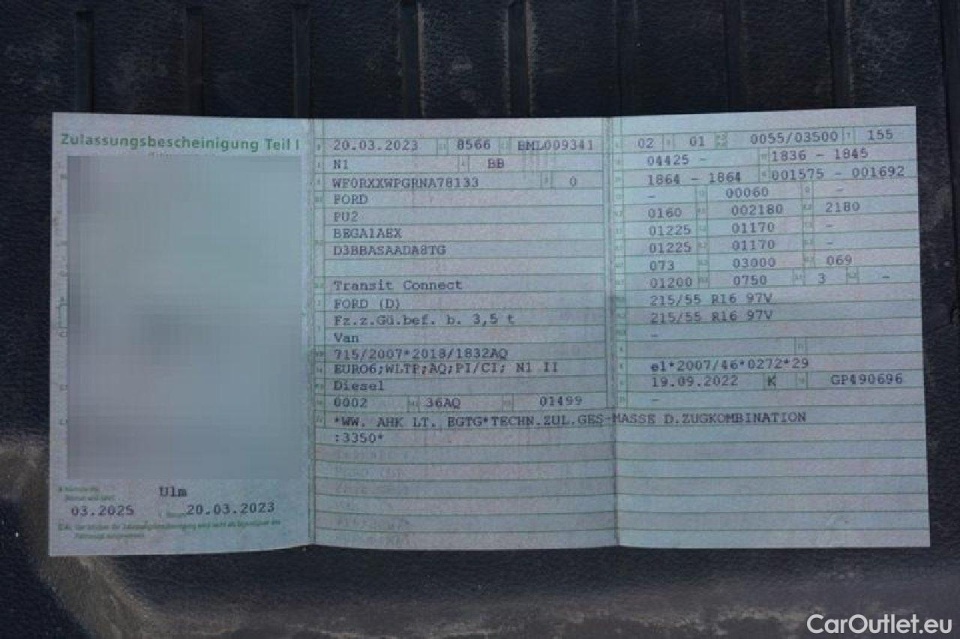 Zulassungsbescheinigung Teil I
Ulm
03.2025 20.03.2023
20.03.2023 8566 BML009341
N1 BB
WF0RXXWPGRNA78133 0
FORD
PU2
BEGA1AEX
D3BBASAADA8TG
Transit Connect
FORD (D)
Fz.z.Gü.bef. b. 3,5 t
Van
715/2007*2018/1832AQ
EURO6;WLTP;AQ;PI/CI; N1 II
Diesel
0002 36AQ 01499
*WW. AHK LT. EGTG*TECHN.ZUL.GES-MASSE D.ZUGKOMBINATION
:3350*
02 01 0055/03500 155
04425 - 1836 - 1845
1864 - 1864 001575 - 001692
- 00060 -
0160 002180 2180
01225 01170 -
01225 01170 -
073 03000 069
01200 0750 3 -
215/55 R16 97V
215/55 R16 97V
-
e1*2007/46*0272*29
19.09.2022 K GP490696
-
CarOutlet.eu